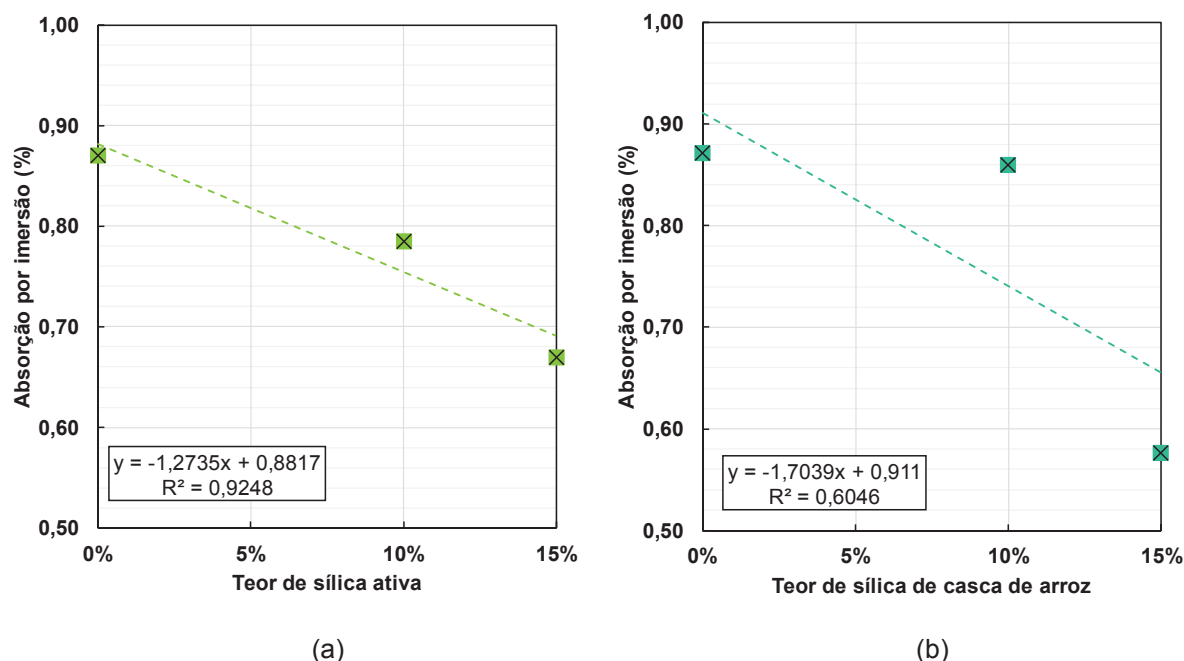 1,00
0,90
0,80
0,70
0,60
0,50
Absorção por imersão (%)
y = -1,2735x + 0,8817
R² = 0,9248
0%
5%
10%
15%
Teor de sílica ativa
(a)
1,00
0,90
0,80
0,70
0,60
0,50
Absorção por imersão (%)
y = -1,7039x + 0,911
R² = 0,6046
0%
5%
10%
15%
Teor de sílica de casca de arroz
(b)